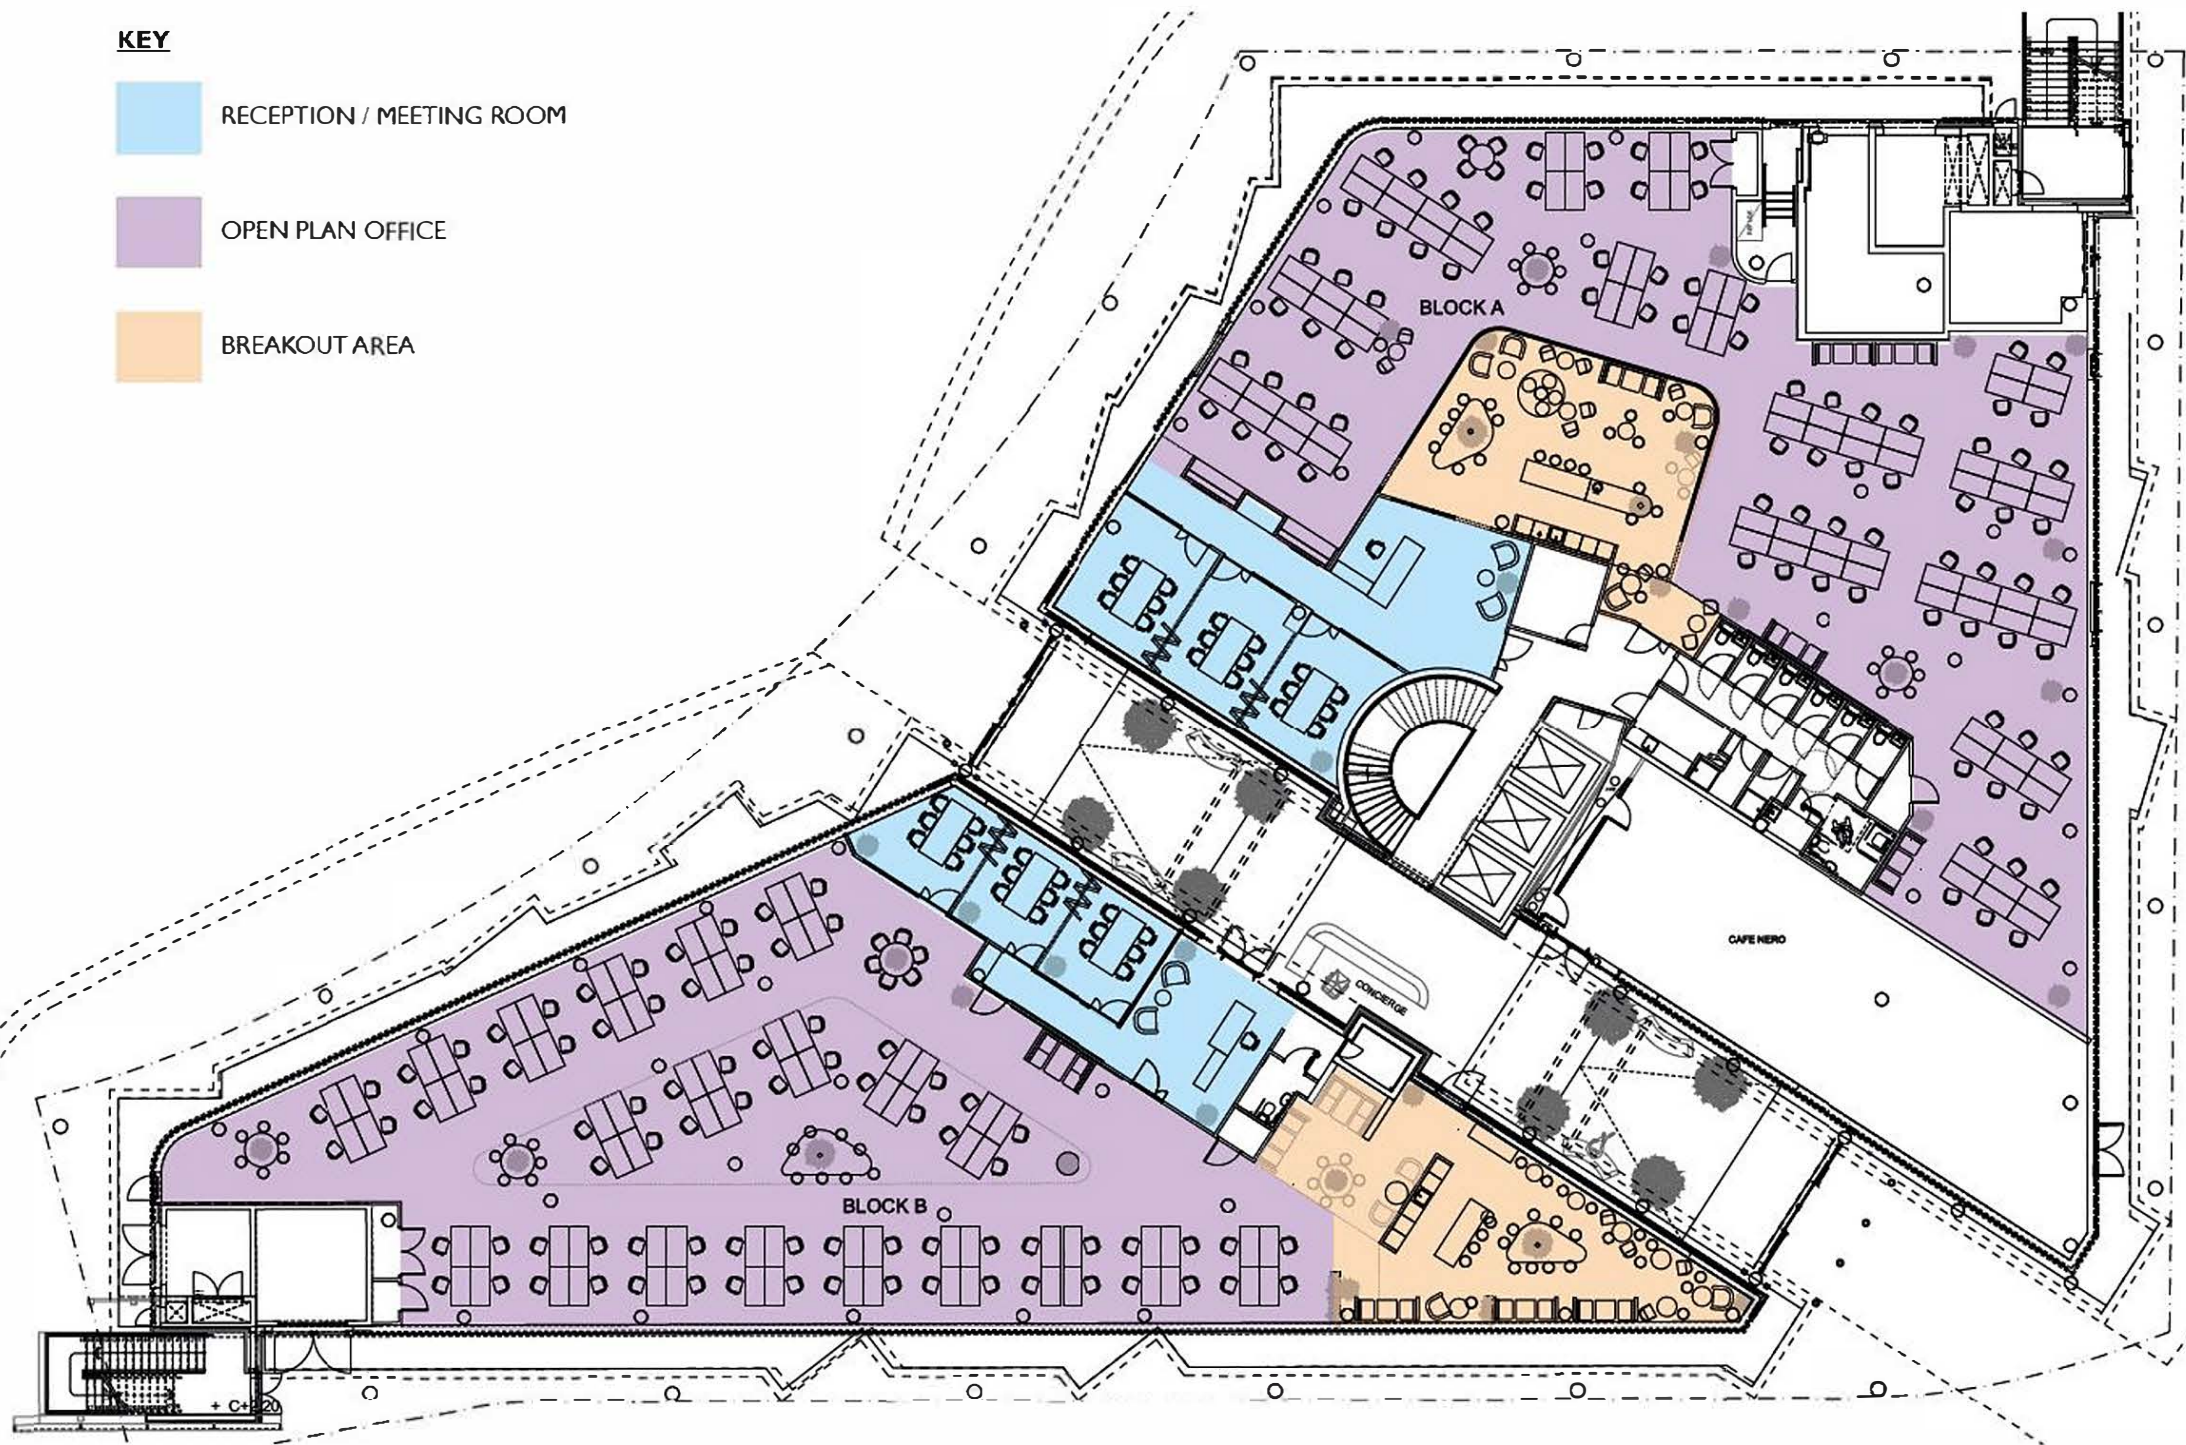 KEY
RECEPTION / MEETING ROOM
OPEN PLAN OFFICE
BREAKOUT AREA
BLOCK A
CAFE NERO
CONCIERGE
BLOCK B